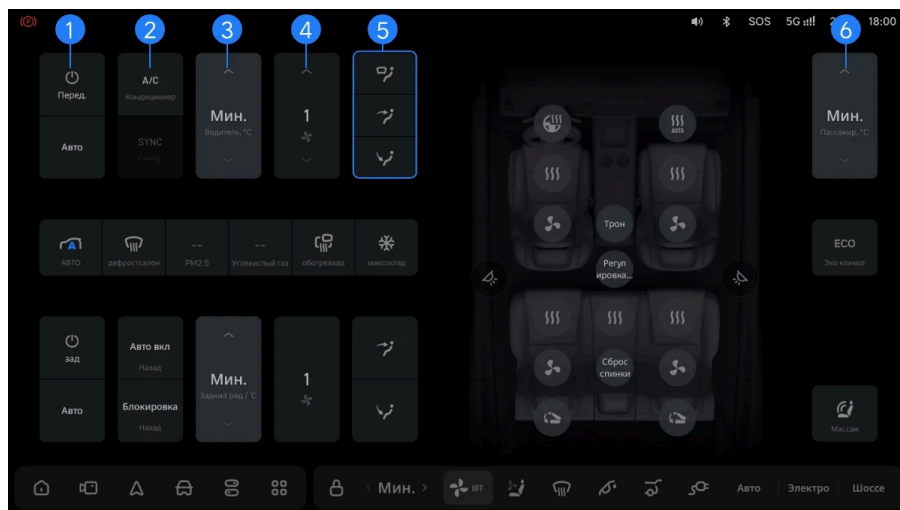 SOS 5G 18:00
1 2 3 4 5 6
Перед.
A/C
Кондиционер
Мин.
Водитель, °C
1
Мин.
Пассажир, °C
Авто
SYNC
AUTO
Трон
Регул
ировка...
A
АВТО
дефростсалон
--
PM2.5
--
Углекислый газ
обогревзад
максохлад
ECO
Эко климат
зад
Авто вкл
Назад
Мин.
Задний ряд / °C
1
Авто
Блокировка
Назад
Сброс
спинки
Массаж
Мин.
OFF
Авто
Электро
Шоссе